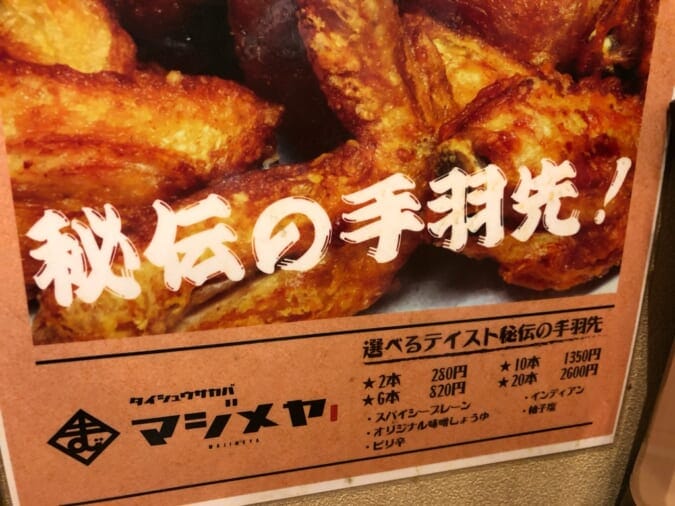 秘伝の手羽先!
選べるテイスト秘伝の手羽先
★2本 280円
★6本 820円
★10本 1350円
★20本 2600円
・スパイシープレーン
・オリジナル味噌しょうゆ
・ピリ辛
・インディアン
・柚子塩
タイシュウサカバ
マジメヤ
MAJIMEYA